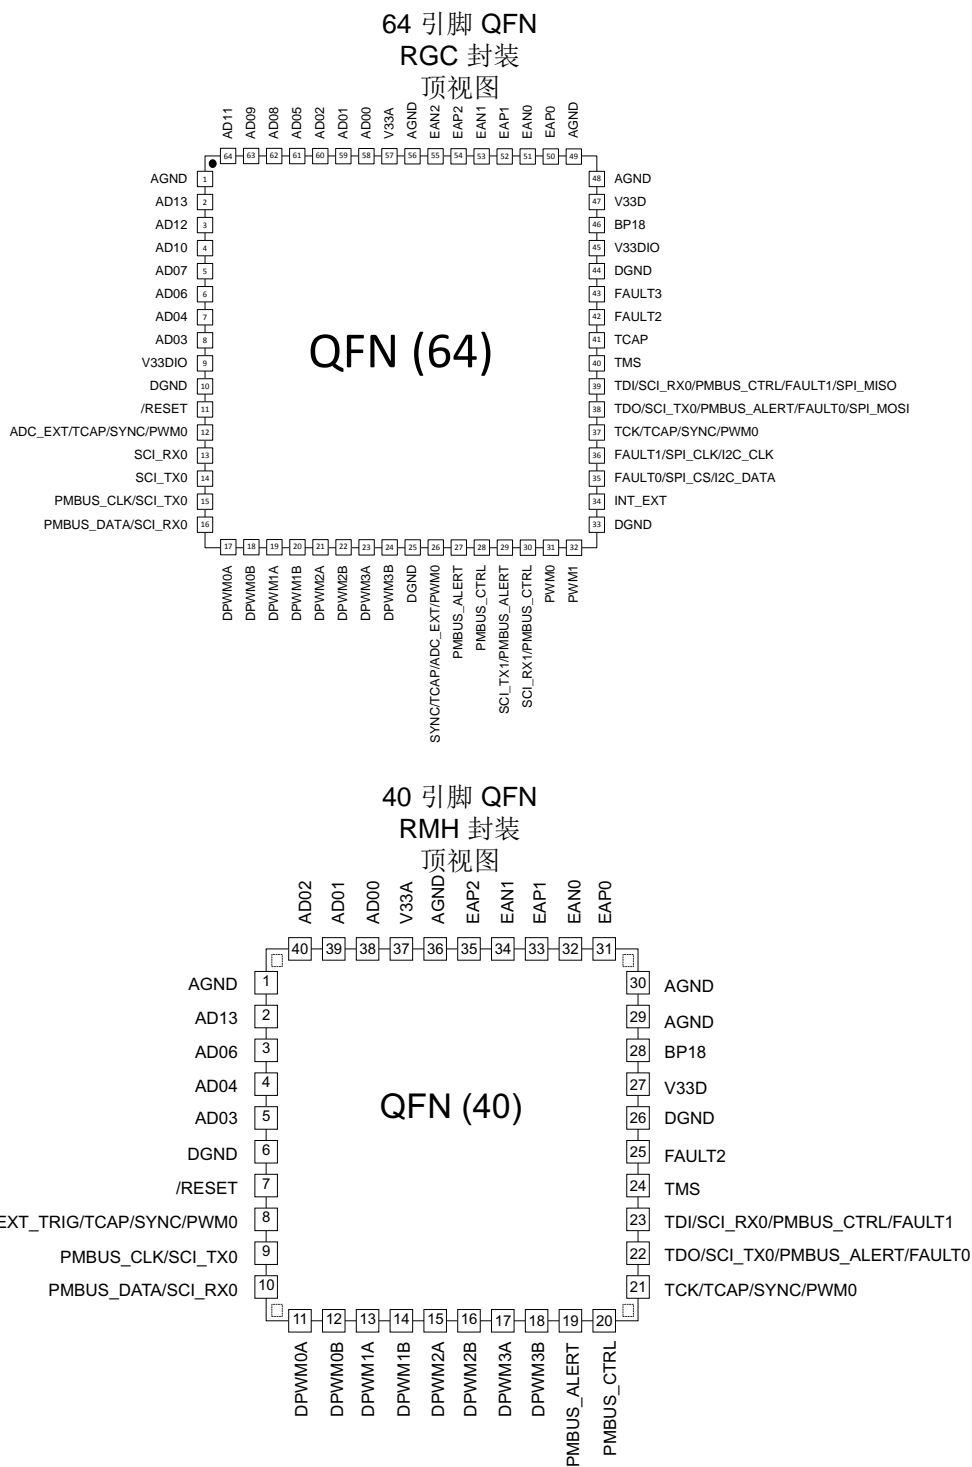 64 引脚 QFN
RGC 封装
顶视图
AD11
AD09
AD08
AD05
AD02
AD01
AD00
V33A
AGND
EAN2
EAP2
EAN1
EAP1
EAN0
EAP0
AGND
64 63 62 61 60 59 58 57 56 55 54 53 52 51 50 49
AGND 1
AD13 2
AD12 3
AD10 4
AD07 5
AD06 6
AD04 7
AD03 8
V33DIO 9
DGND 10
/RESET 11
ADC_EXT/TCAP/SYNC/PWM0 12
SCI_RX0 13
SCI_TX0 14
PMBUS_CLK/SCI_TX0 15
PMBUS_DATA/SCI_RX0 16
QFN (64)
48 AGND
47 V33D
46 BP18
45 V33DIO
44 DGND
43 FAULT3
42 FAULT2
41 TCAP
40 TMS
39 TDI/SCI_RX0/PMBUS_CTRL/FAULT1/SPI_MISO
38 TDO/SCI_TX0/PMBUS_ALERT/FAULT0/SPI_MOSI
37 TCK/TCAP/SYNC/PWM0
36 FAULT1/SPI_CLK/I2C_CLK
35 FAULT0/SPI_CS/I2C_DATA
34 INT_EXT
33 DGND
17 18 19 20 21 22 23 24 25 26 27 28 29 30 31 32
DPWM0A
DPWM0B
DPWM1A
DPWM1B
DPWM2A
DPWM2B
DPWM3A
DPWM3B
DGND
SYNC/TCAP/ADC_EXT/PWM0
PMBUS_ALERT
PMBUS_CTRL
SCI_TX1/PMBUS_ALERT
SCI_RX1/PMBUS_CTRL
PWM0
PWM1
40 引脚 QFN
RMH 封装
顶视图
AD02
AD01
AD00
V33A
AGND
EAP2
EAN1
EAP1
EAN0
EAP0
40 39 38 37 36 35 34 33 32 31
AGND 1
AD13 2
AD06 3
AD04 4
AD03 5
DGND 6
/RESET 7
EXT_TRIG/TCAP/SYNC/PWM0 8
PMBUS_CLK/SCI_TX0 9
PMBUS_DATA/SCI_RX0 10
QFN (40)
30 AGND
29 AGND
28 BP18
27 V33D
26 DGND
25 FAULT2
24 TMS
23 TDI/SCI_RX0/PMBUS_CTRL/FAULT1
22 TDO/SCI_TX0/PMBUS_ALERT/FAULT0
21 TCK/TCAP/SYNC/PWM0
11 12 13 14 15 16 17 18 19 20
DPWM0A
DPWM0B
DPWM1A
DPWM1B
DPWM2A
DPWM2B
DPWM3A
DPWM3B
PMBUS_ALERT
PMBUS_CTRL